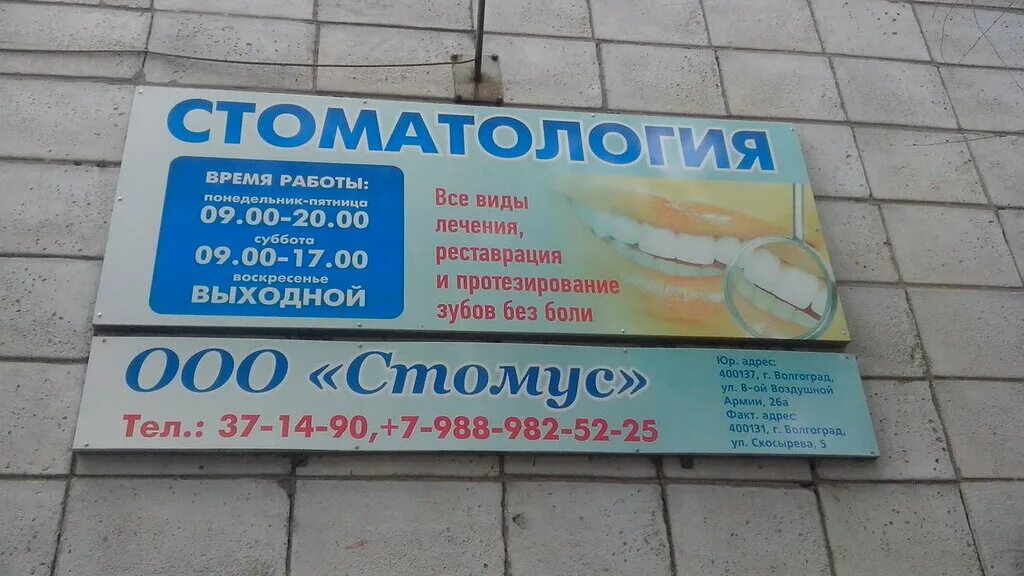 СТОМАТОЛОГИЯ
ВРЕМЯ РАБОТЫ:
понедельник-пятница
09.00-20.00
суббота
09.00-17.00
воскресенье
ВЫХОДНОЙ
Все виды
лечения,
реставрация
и протезирование
зубов без боли
ООО «Стомус»
Тел.: 37-14-90,+7-988-982-52-25
Юр. адрес:
400137, г. Волгоград,
ул. 8-ой Воздушной
Армии, 26а
Факт. адрес:
400131, г. Волгоград,
ул. Скосырева, 5